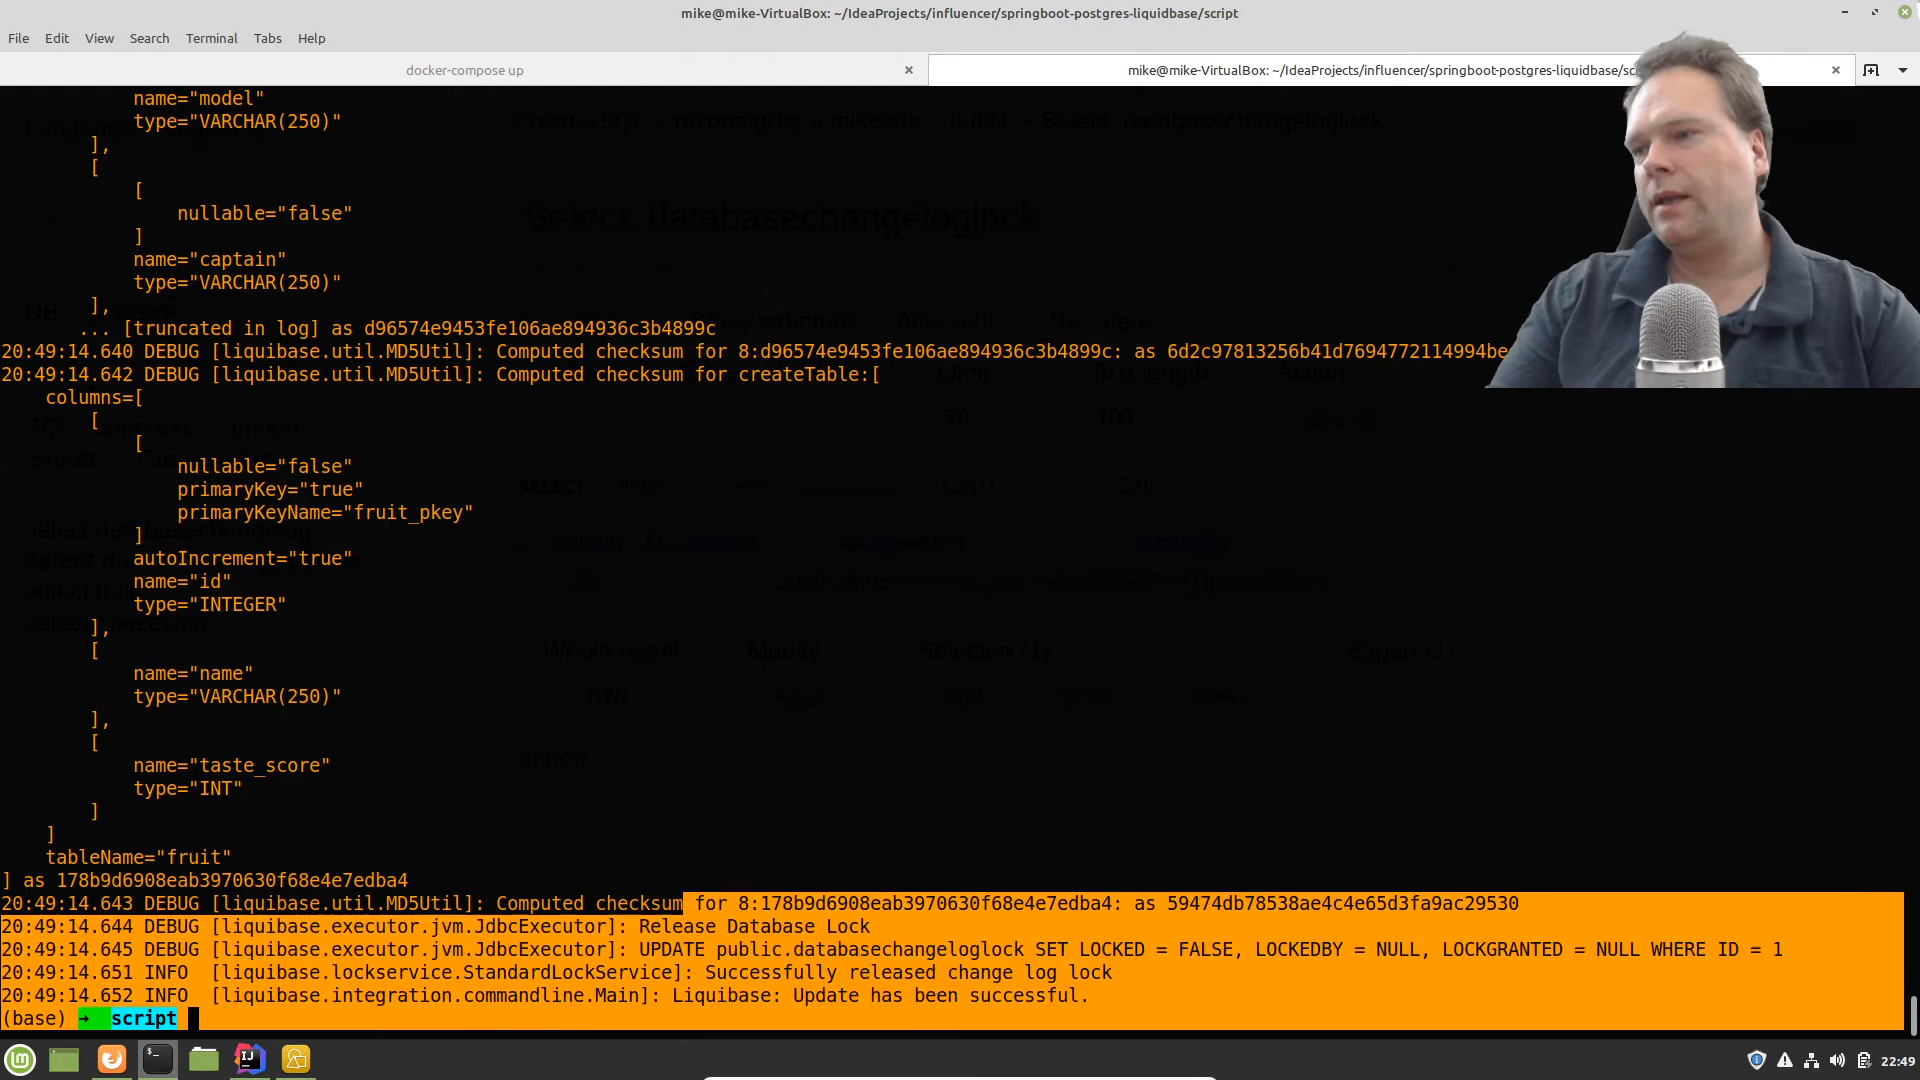 mike@mike-VirtualBox: ~/IdeaProjects/influencer/springboot-postgres-liquidbase/script
File Edit View Search Terminal Tabs Help
docker-compose up
mike@mike-VirtualBox: ~/IdeaProjects/influencer/springboot-postgres-liquidbase/sc
name="model"
type="VARCHAR(250)"
],
[
[
nullable="false"
]
name="captain"
type="VARCHAR(250)"
],
... [truncated in log] as d96574e9453fe106ae894936c3b4899c
20:49:14.640 DEBUG [liquibase.util.MD5Util]: Computed checksum for 8:d96574e9453fe106ae894936c3b4899c: as 6d2c97813256b41d7694772114994be
20:49:14.642 DEBUG [liquibase.util.MD5Util]: Computed checksum for createTable:[
columns=[
[
[
nullable="false"
primaryKey="true"
primaryKeyName="fruit_pkey"
]
autoIncrement="true"
name="id"
type="INTEGER"
],
[
name="name"
type="VARCHAR(250)"
],
[
name="taste_score"
type="INT"
]
]
tableName="fruit"
] as 178b9d6908eab3970630f68e4e7edba4
20:49:14.643 DEBUG [liquibase.util.MD5Util]: Computed checksum for 8:178b9d6908eab3970630f68e4e7edba4: as 59474db78538ae4c4e65d3fa9ac29530
20:49:14.644 DEBUG [liquibase.executor.jvm.JdbcExecutor]: Release Database Lock
20:49:14.645 DEBUG [liquibase.executor.jvm.JdbcExecutor]: UPDATE public.databasechangeloglock SET LOCKED = FALSE, LOCKEDBY = NULL, LOCKGRANTED = NULL WHERE ID = 1
20:49:14.651 INFO [liquibase.lockservice.StandardLockService]: Successfully released change log lock
20:49:14.652 INFO [liquibase.integration.commandline.Main]: Liquibase: Update has been successful.
(base) → script
22:49